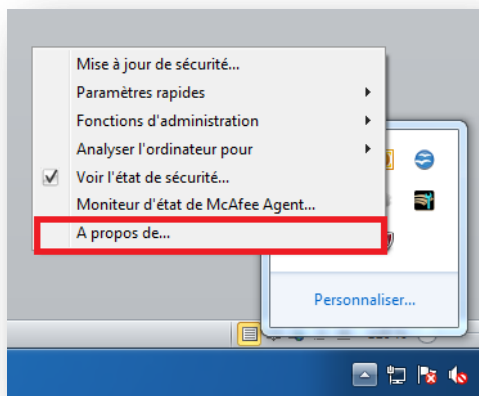 Mise à jour de sécurité...
Paramètres rapides
Fonctions d'administration
Analyser l'ordinateur pour
Voir l'état de sécurité...
Moniteur d'état de McAfee Agent...
A propos de...
Personnaliser...